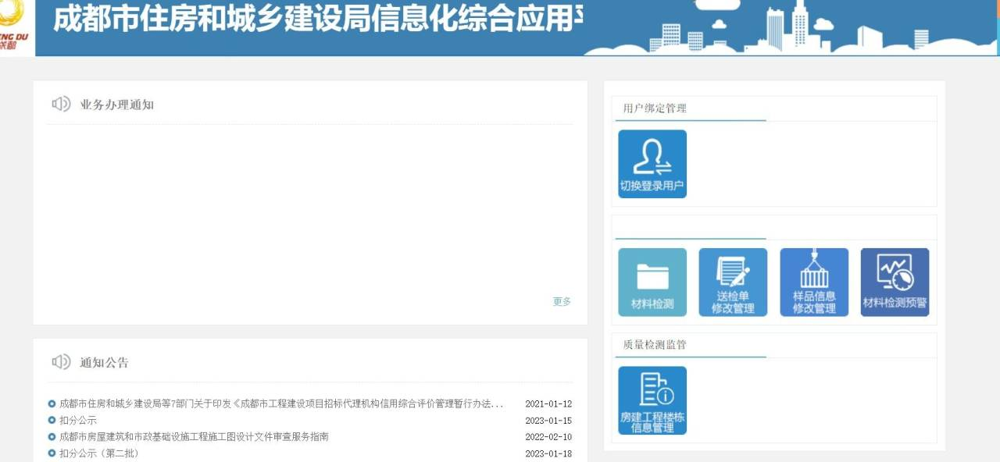 成都市住房和城乡建设局信息化综合应用平
ENG DU
成都
业务办理通知
更多
通知公告
成都市住房和城乡建设局等7部门关于印发《成都市工程建设项目招标代理机构信用综合评价管理暂行办法... 2021-01-12
扣分公示 2023-01-15
成都市房屋建筑和市政基础设施工程施工图设计文件审查服务指南 2022-02-10
扣分公示（第二批） 2023-01-18
用户绑定管理
切换登录用户
材料检测
送检单
修改管理
样品信息
修改管理
材料检测预警
质量检测监管
房建工程楼栋
信息管理